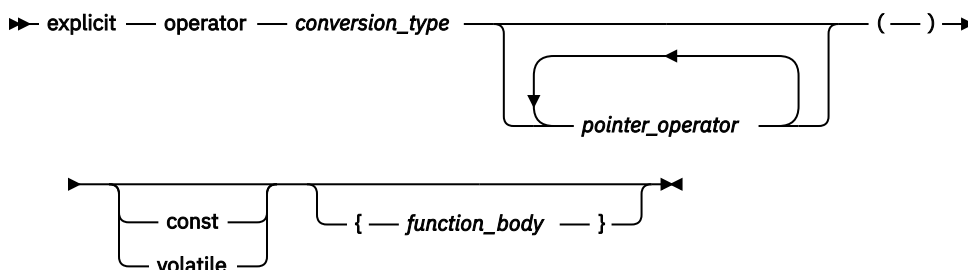 explicit operator conversion_type ( )
pointer_operator
const { function_body }
volatile